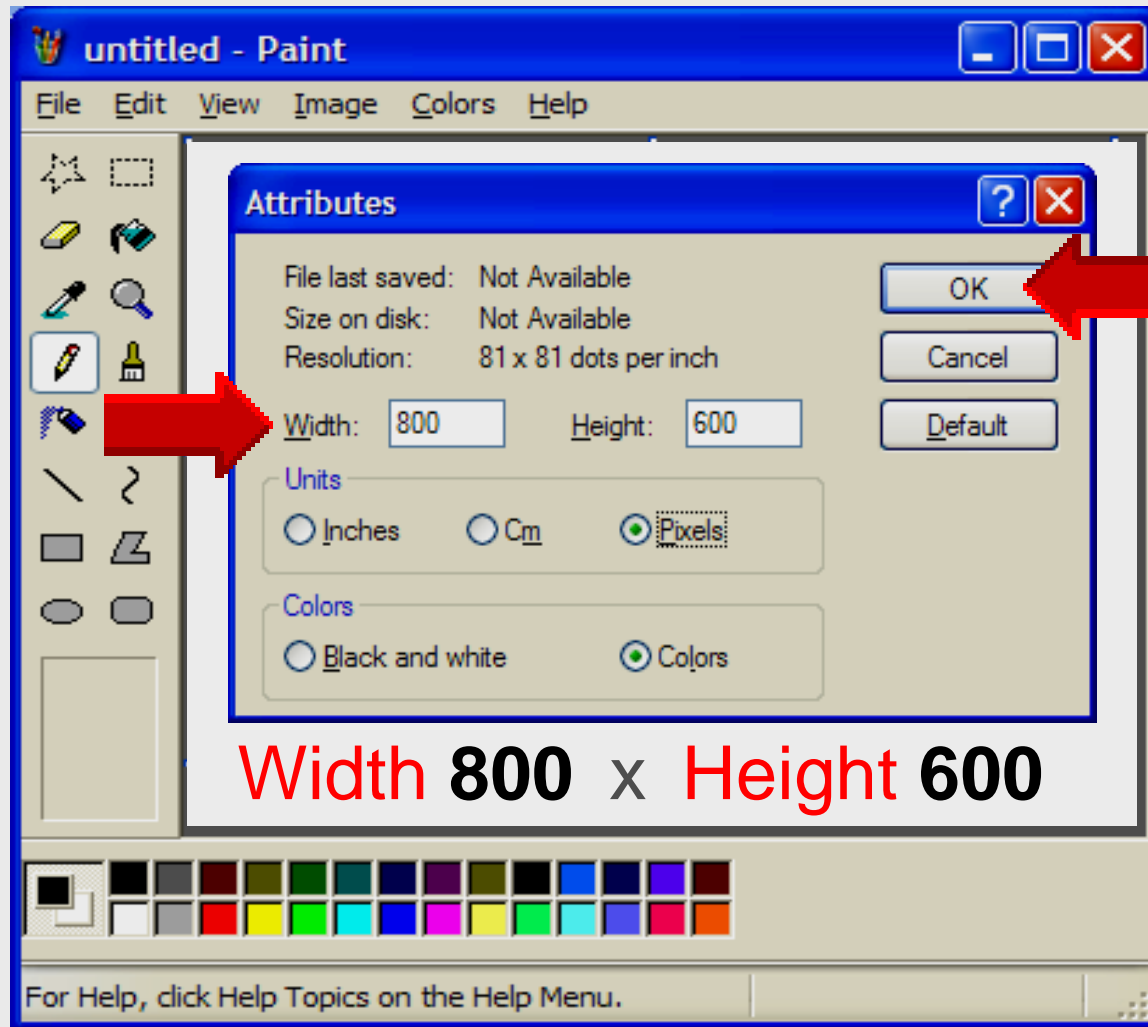 untitled - Paint
File Edit View Image Colors Help
Attributes
File last saved: Not Available
OK
Size on disk: Not Available
Resolution: 81 x 81 dots per inch
Cancel
Width: 800 Height: 600
Default
Units
Inches Cm Pixels
Colors
Black and white Colors
Width 800 x Height 600
For Help, click Help Topics on the Help Menu.